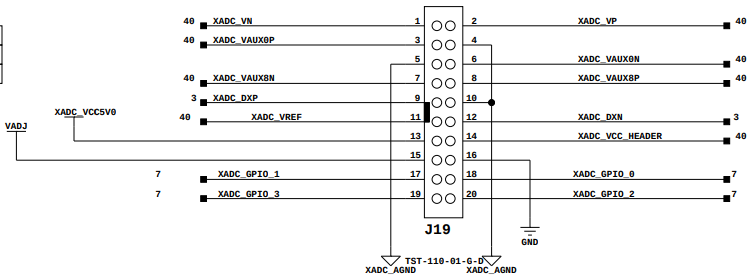 40 XADC_VN 1 2 XADC_VP 40
40 XADC_VAUX0P 3 4
5 6 XADC_VAUX0N 40
40 XADC_VAUX8N 7 8 XADC_VAUX8P 40
3 XADC_DXP 9 10
40 XADC_VREF 11 12 XADC_DXN 3
XADC_VCC5V0 13 14 XADC_VCC_HEADER 40
VADJ 15 16
7 XADC_GPIO_1 17 18 XADC_GPIO_0 7
7 XADC_GPIO_3 19 20 XADC_GPIO_2 7
J19
GND
TST-110-01-G-D
XADC_AGND XADC_AGND